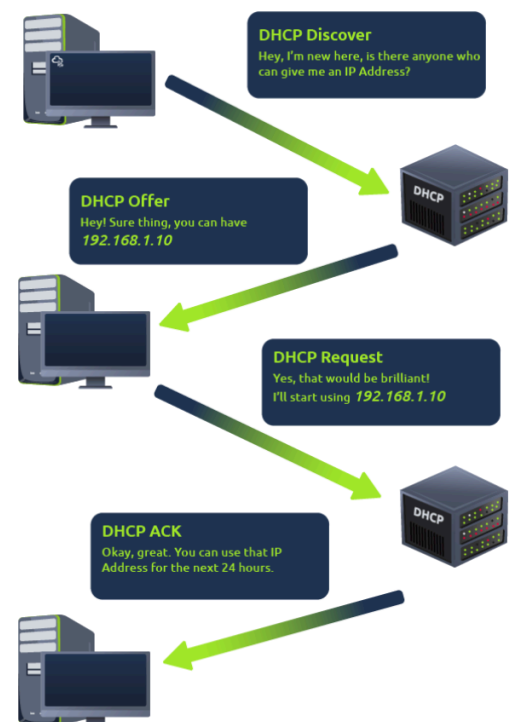 DHCP Discover
Hey, I'm new here, is there anyone who
can give me an IP Address?
DHCP
DHCP Offer
Hey! Sure thing, you can have
192.168.1.10
DHCP Request
Yes, that would be brilliant!
I'll start using 192.168.1.10
DHCP
DHCP ACK
Okay, great. You can use that IP
Address for the next 24 hours.